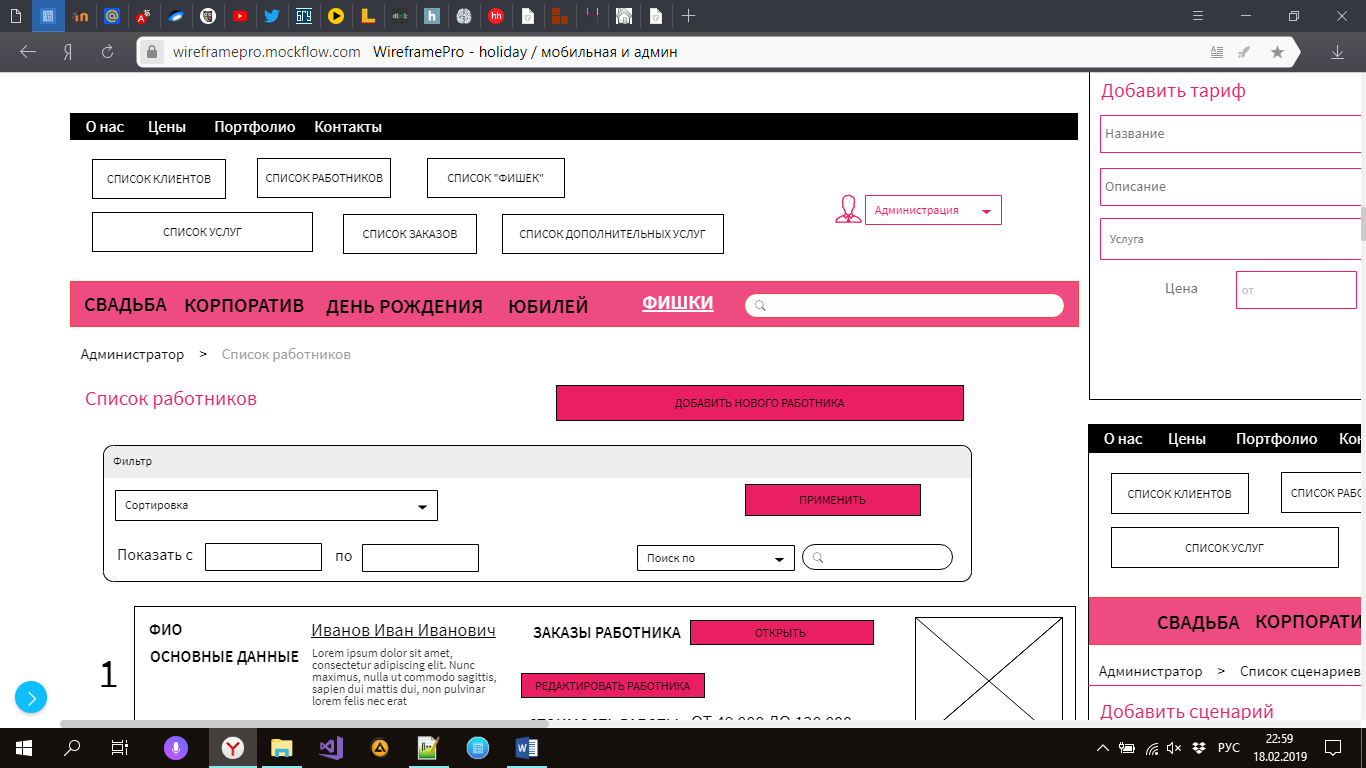 wireframepro.mockflow.com WireframePro - holiday / мобильная и админ
О нас Цены Портфолио Контакты
СПИСОК КЛИЕНТОВ СПИСОК РАБОТНИКОВ СПИСОК "ФИШЕК"
СПИСОК УСЛУГ СПИСОК ЗАКАЗОВ СПИСОК ДОПОЛНИТЕЛЬНЫХ УСЛУГ
Администрация
СВАДЬБА КОРПОРАТИВ ДЕНЬ РОЖДЕНИЯ ЮБИЛЕЙ ФИШКИ
Администратор > Список работников
Список работников
ДОБАВИТЬ НОВОГО РАБОТНИКА
Фильтр
Сортировка
ПРИМЕНИТЬ
Показать с по Поиск по
1
ФИО Иванов Иван Иванович
ОСНОВНЫЕ ДАННЫЕ
Lorem ipsum dolor sit amet,
consectetur adipiscing elit. Nunc
maximus, nulla ut commodo sagittis,
sapien dui mattis dui, non pulvinar
lorem felis nec erat
ЗАКАЗЫ РАБОТНИКА ОТКРЫТЬ
РЕДАКТИРОВАТЬ РАБОТНИКА
Добавить тариф
Название
Описание
Услуга
Цена от
О нас Цены Портфолио Кон
СПИСОК КЛИЕНТОВ СПИСОК РАБО
СПИСОК УСЛУГ
СВАДЬБА КОРПОРАТИ
Администратор > Список сценариев
Добавить сценарий
РУС
22:59
18.02.2019